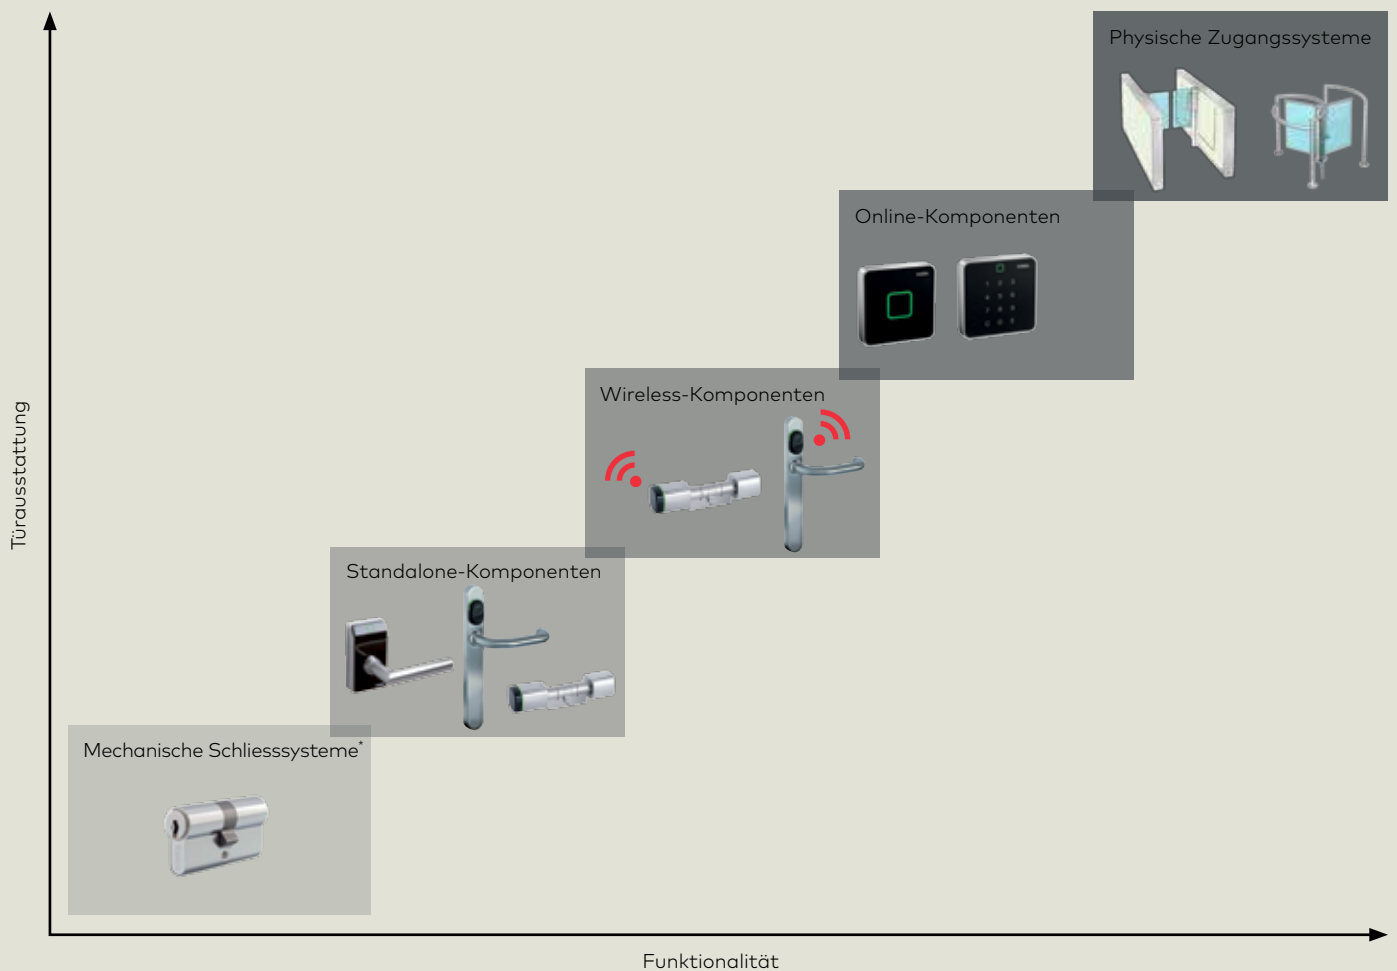 Physische Zugangssysteme
Online-Komponenten
Wireless-Komponenten
Standalone-Komponenten
Mechanische Schliesssysteme*
Türausstattung
Funktionalität